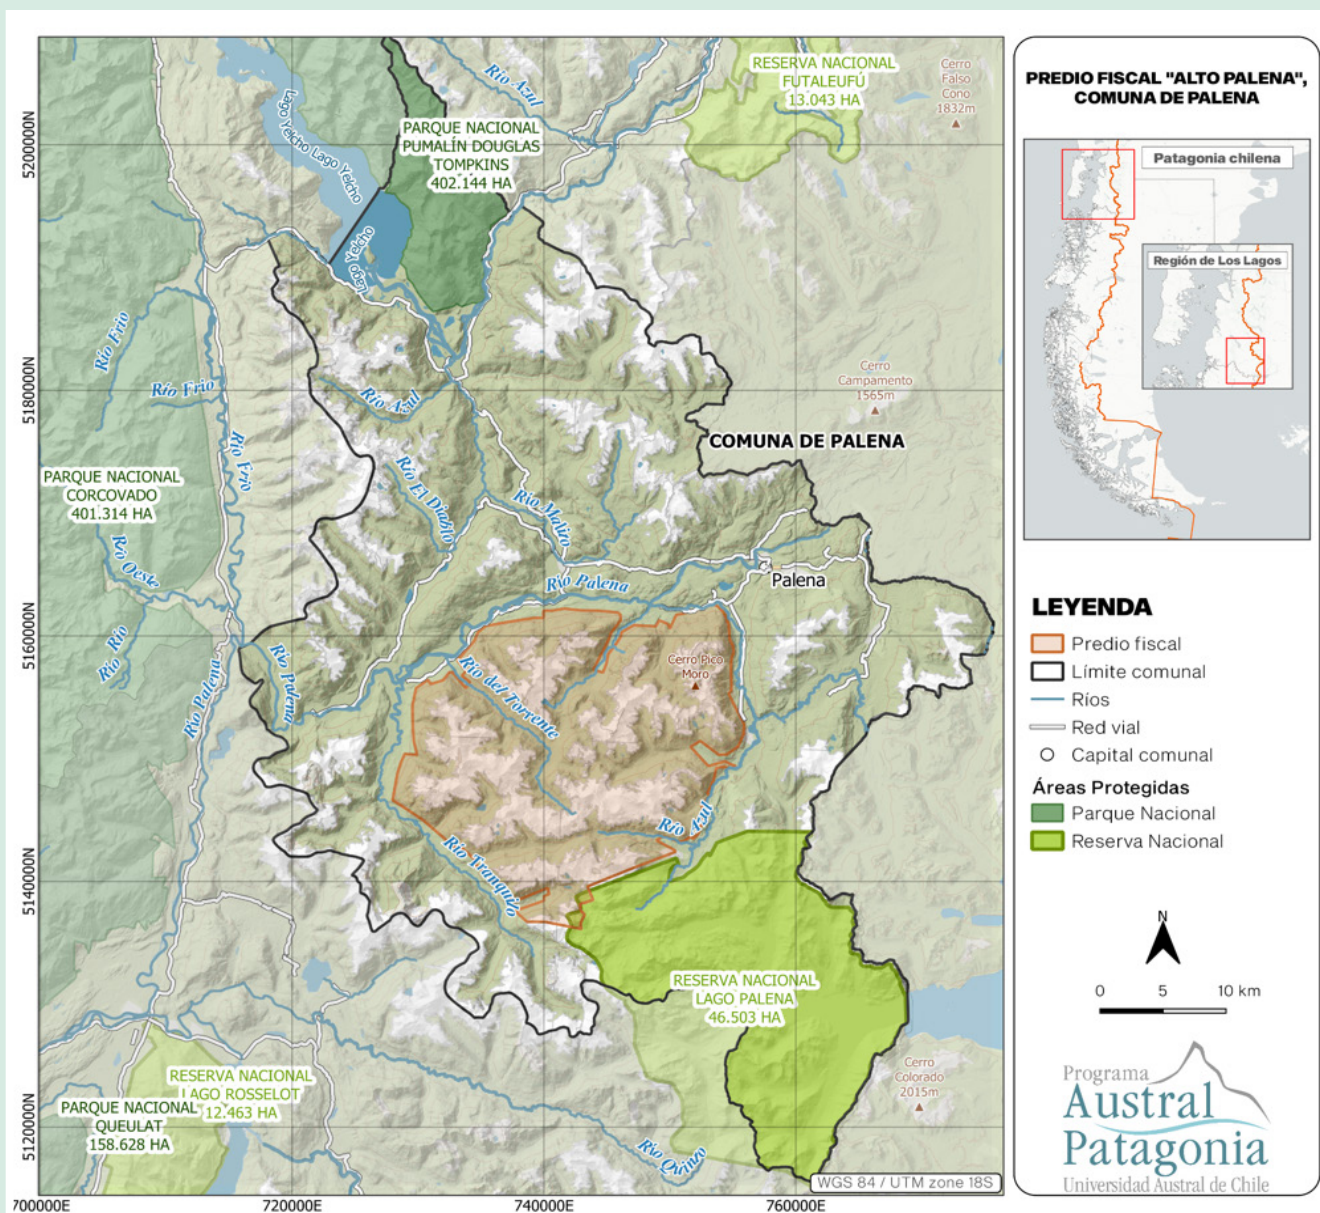 PREDIO FISCAL "ALTO PALENA",
COMUNA DE PALENA
Patagonia chilena
Región de Los Lagos
LEYENDA
Predio fiscal
Límite comunal
Ríos
Red vial
Capital comunal
Áreas Protegidas
Parque Nacional
Reserva Nacional
N
0 5 10 km
Programa
Austral
Patagonia
Universidad Austral de Chile
RESERVA NACIONAL
FUTALEUFÚ
13.043 HA
Cerro
Falso
Cono
1832m
Río Azul
Lago Yelcho Lago Yelcho
PARQUE NACIONAL
PUMALÍN DOUGLAS
TOMPKINS
402.144 HA
Lago Yelcho
Río Frio
Río Frio
Río Frio
Río Azul
Cerro
Campamento
1565m
COMUNA DE PALENA
PARQUE NACIONAL
CORCOVADO
401.314 HA
Río El Diablo
Río Malito
Río Oeste
Río Palena
Palena
Río Río
Río Palena
Río Palena
Río del Torrente
Cerro Pico
Moro
Río Azul
Río Tranquilo
RESERVA NACIONAL
LAGO PALENA
46.503 HA
Cerro
Colorado
2015m
RESERVA NACIONAL
LAGO ROSSELOT
12.463 HA
PARQUE NACIONAL
QUEULAT
158.628 HA
Río Quinto
WGS 84 / UTM zone 18S
5200000N
5180000N
5160000N
5140000N
5120000N
700000E
720000E
740000E
760000E